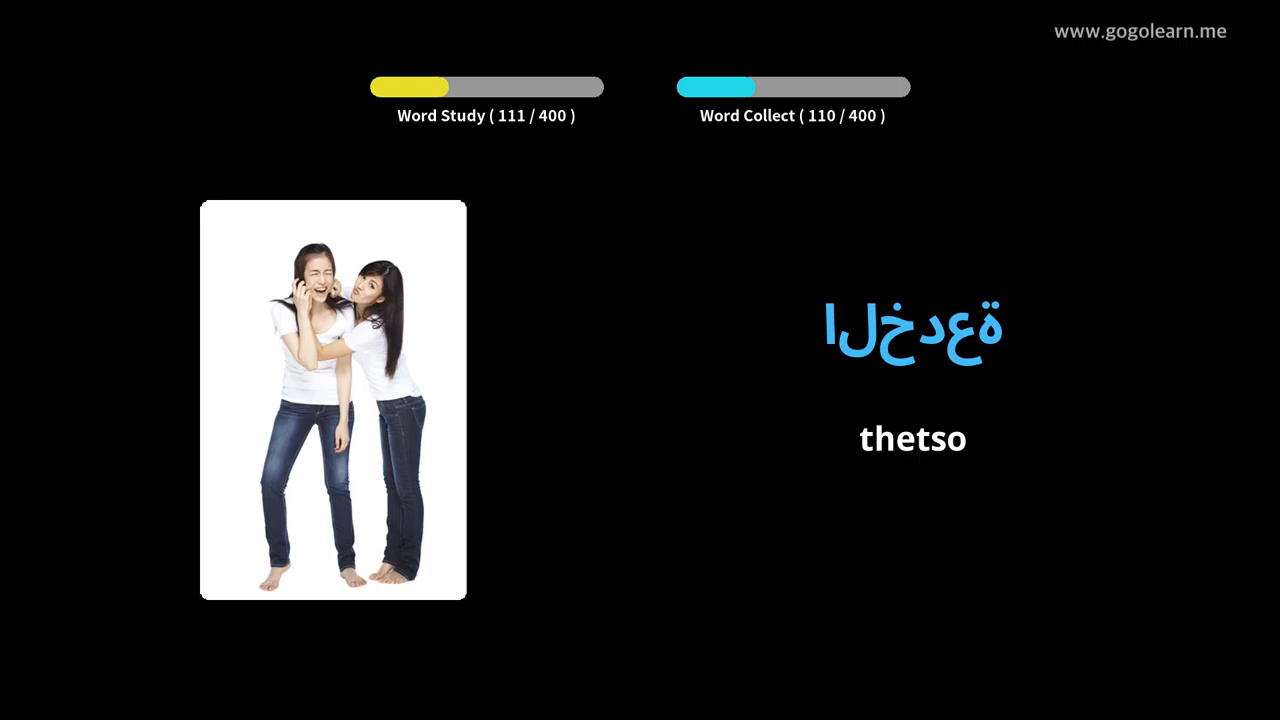 www.gogolearn.me
Word Study ( 111 / 400 )
Word Collect ( 110 / 400 )
الخدعة
thetso